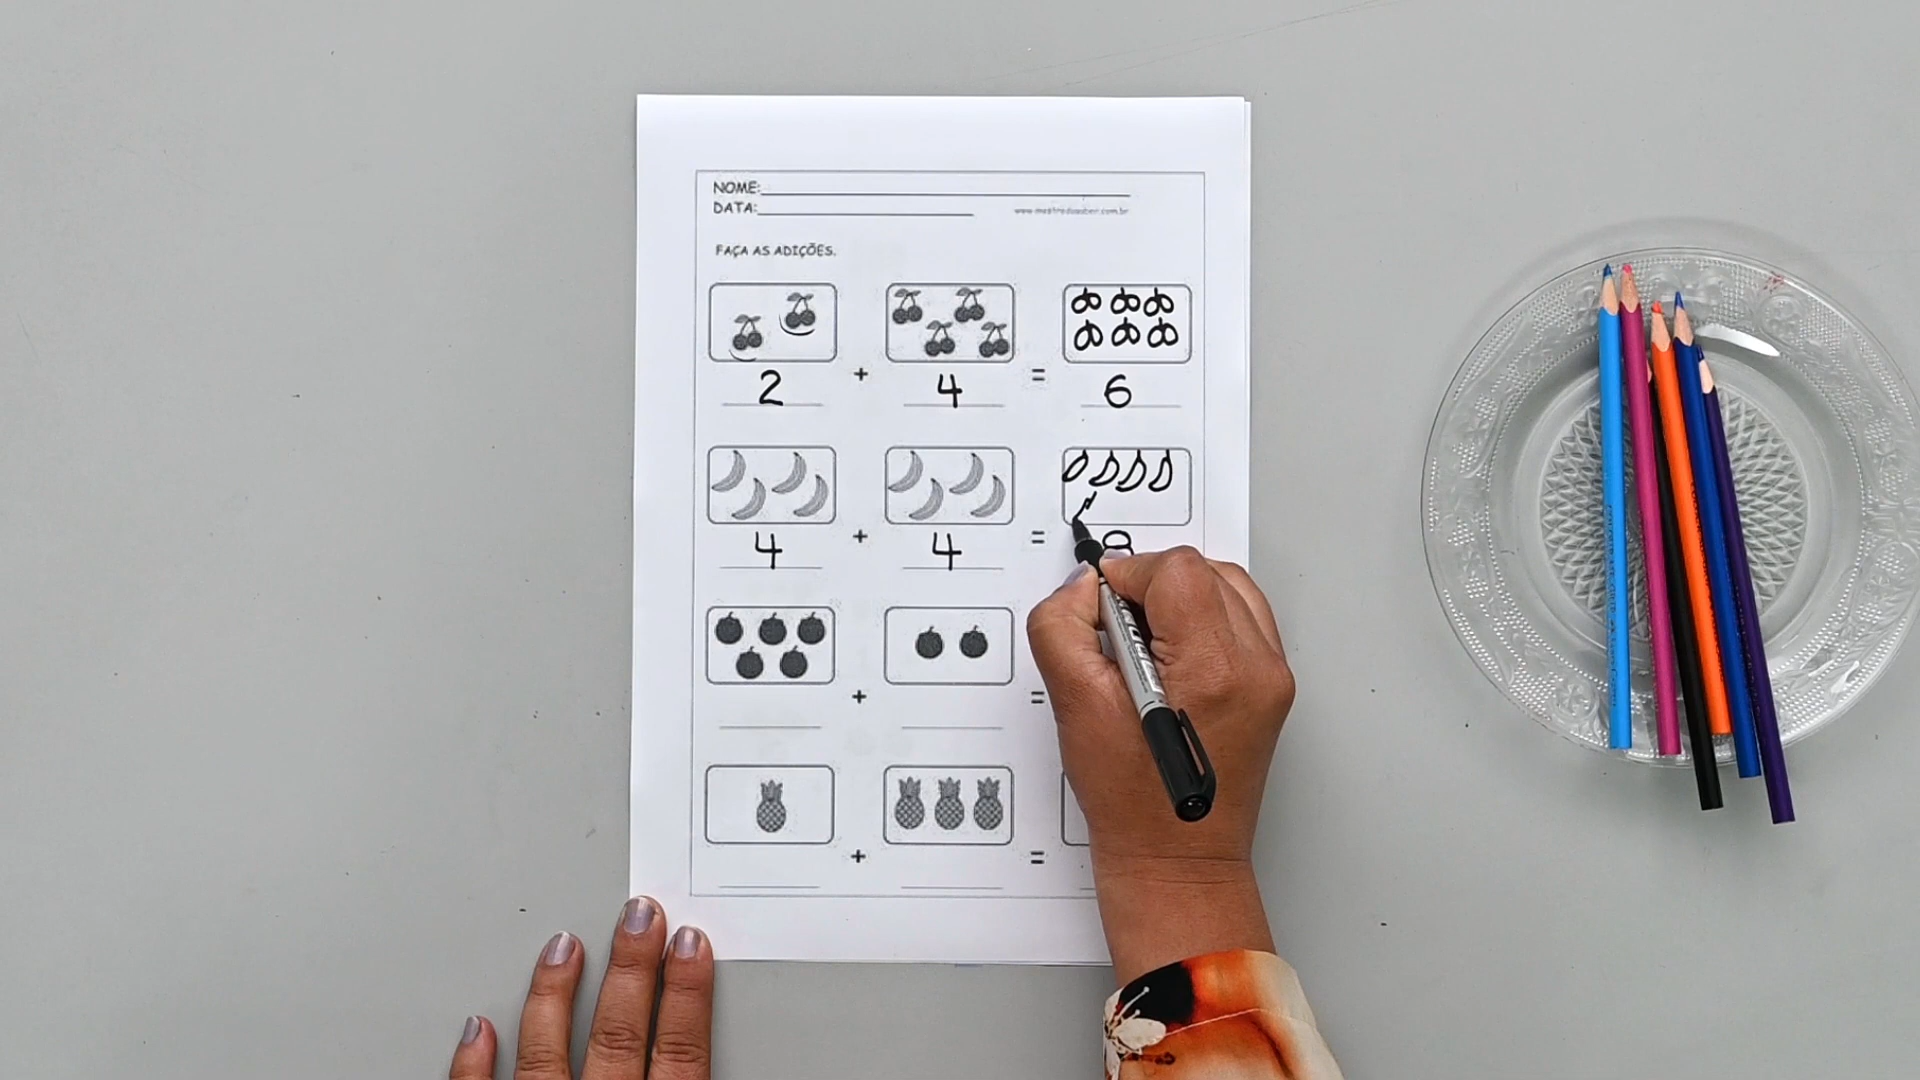 NOME:
DATA:
www.mestredosaber.com.br
FAÇA AS ADIÇÕES.
2 + 4 = 6
4 + 4 = 8
+ =
+ =